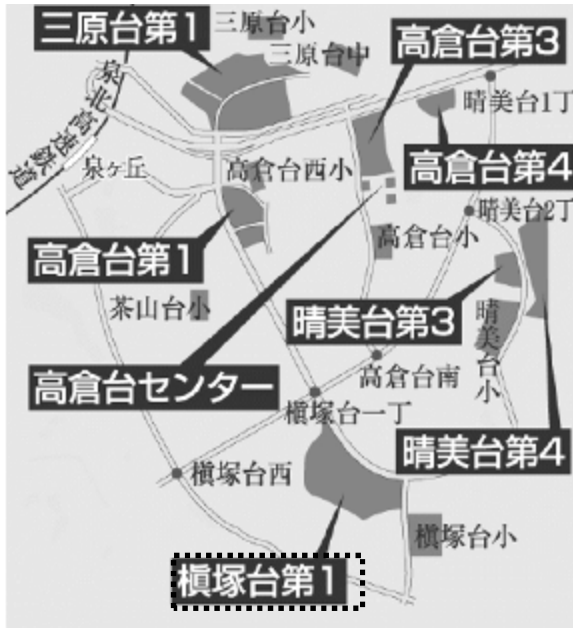 三原台第1
三原台小
三原台中
高倉台第3
泉北高速鉄道
晴美台1丁
泉ヶ丘
高倉台西小
高倉台第4
晴美台2丁
高倉台小
高倉台第1
茶山台小
晴美台第3
晴美台小
高倉台センター
高倉台南
槇塚台一丁
晴美台第4
槇塚台西
槇塚台小
槇塚台第1